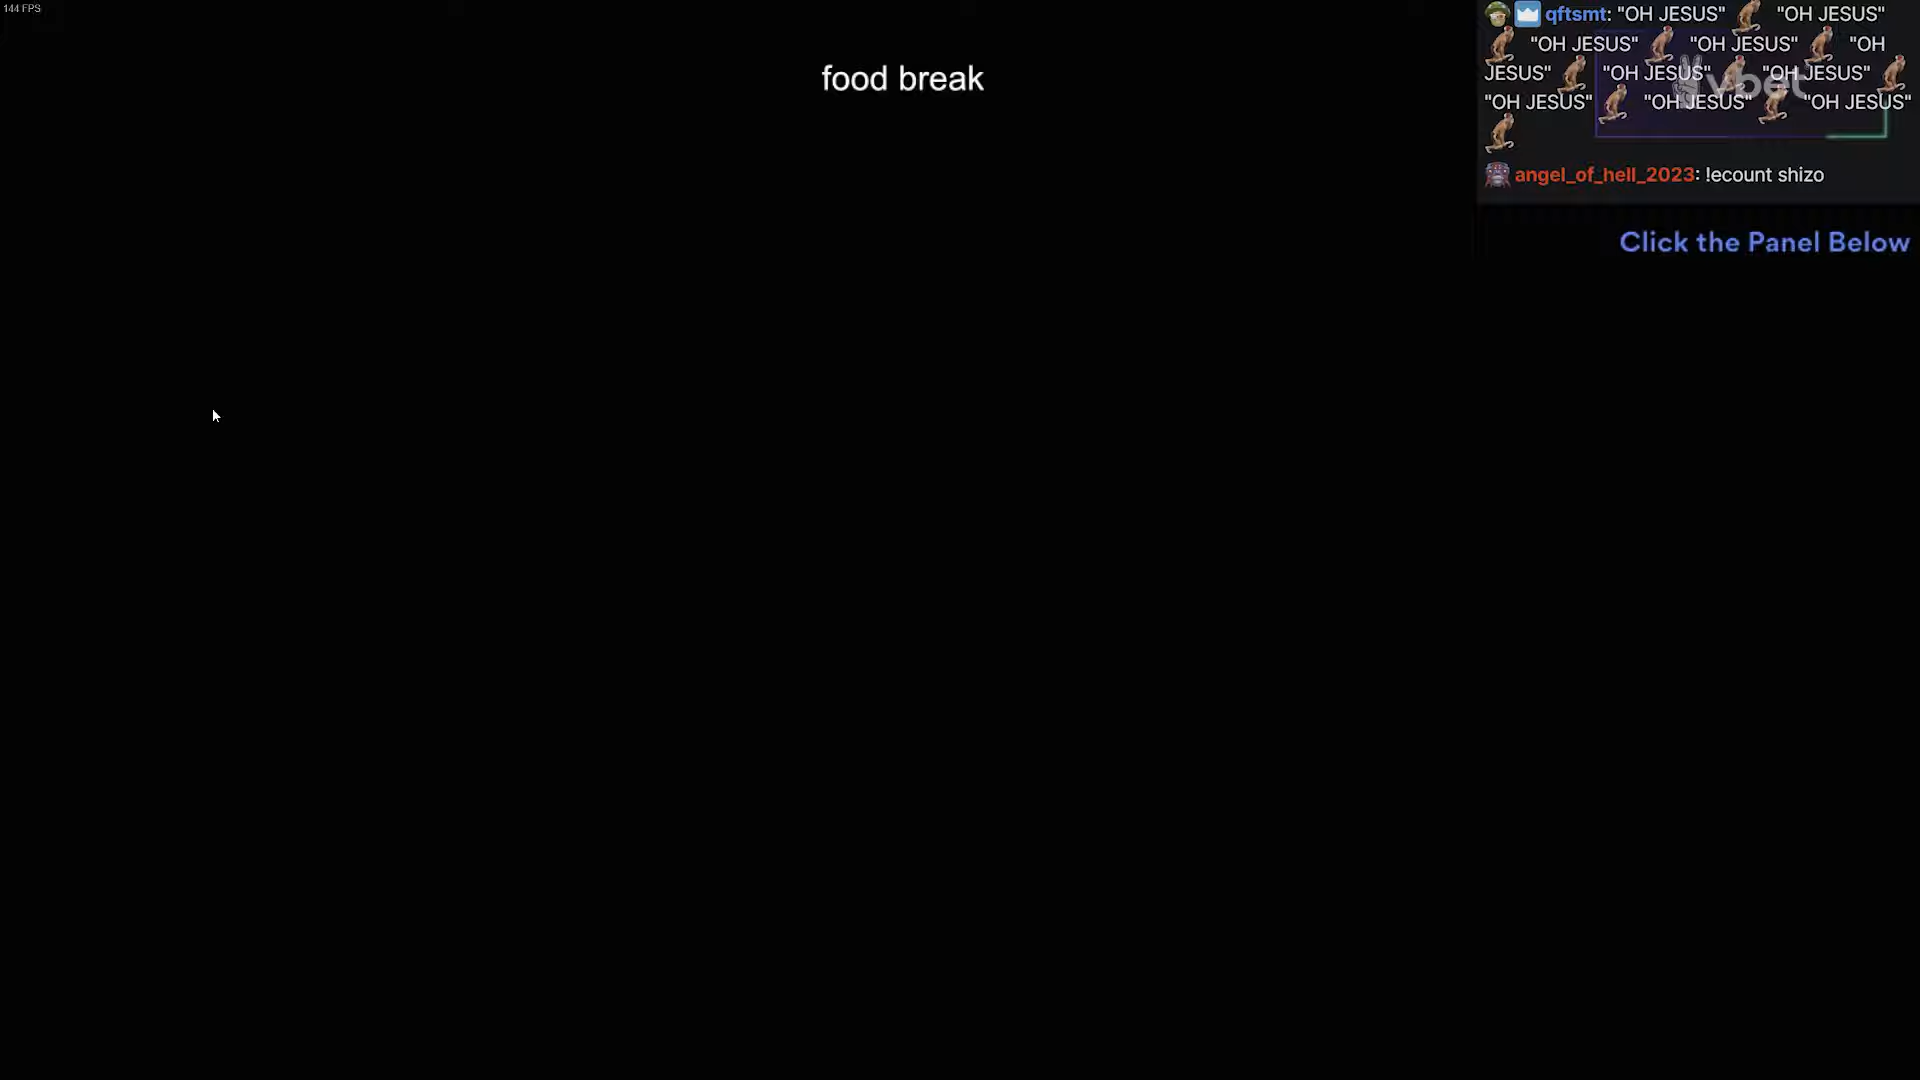 144 FPS
food break
qftsmt: "OH JESUS" "OH JESUS"
"OH JESUS" "OH JESUS" "OH
JESUS" "OH JESUS" "OH JESUS"
"OH JESUS" "OH JESUS" "OH JESUS"
vbet
angel_of_hell_2023: !ecount shizo
Click the Panel Below